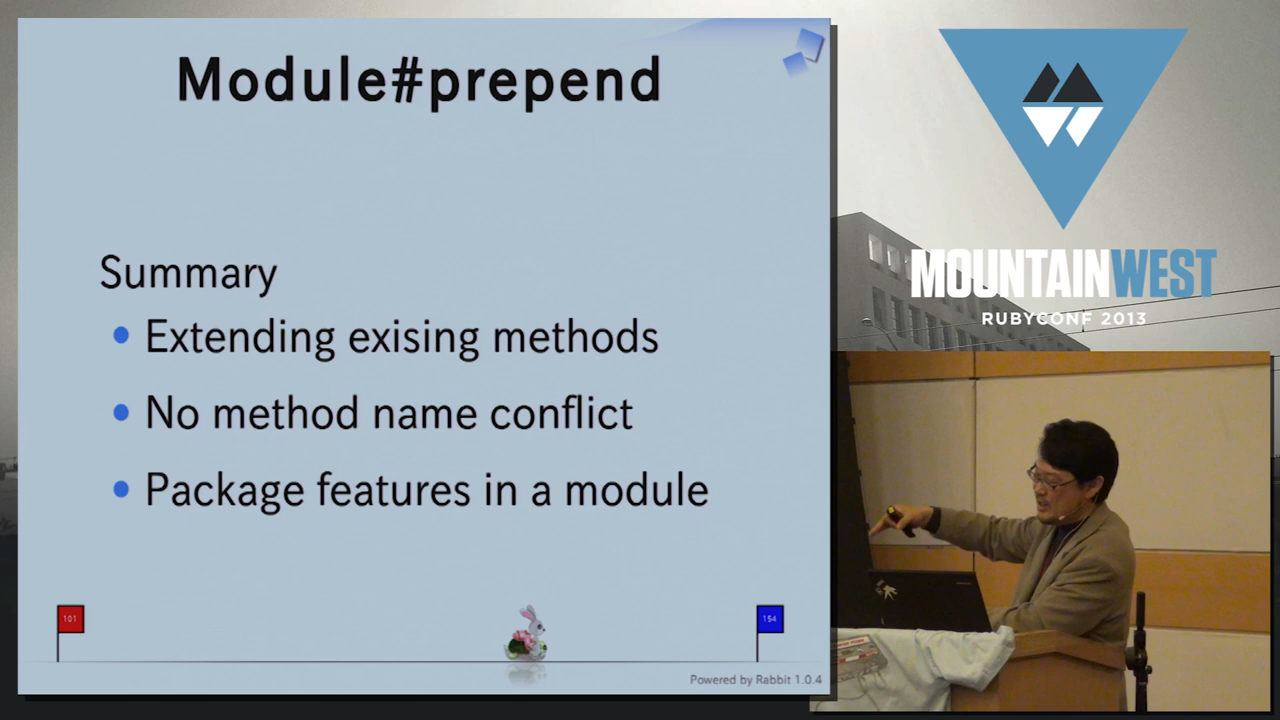 Module#prepend
Summary
Extending exising methods
No method name conflict
Package features in a module
101
154
Powered by Rabbit 1.0.4
MOUNTAINWEST
RUBYCONF 2013